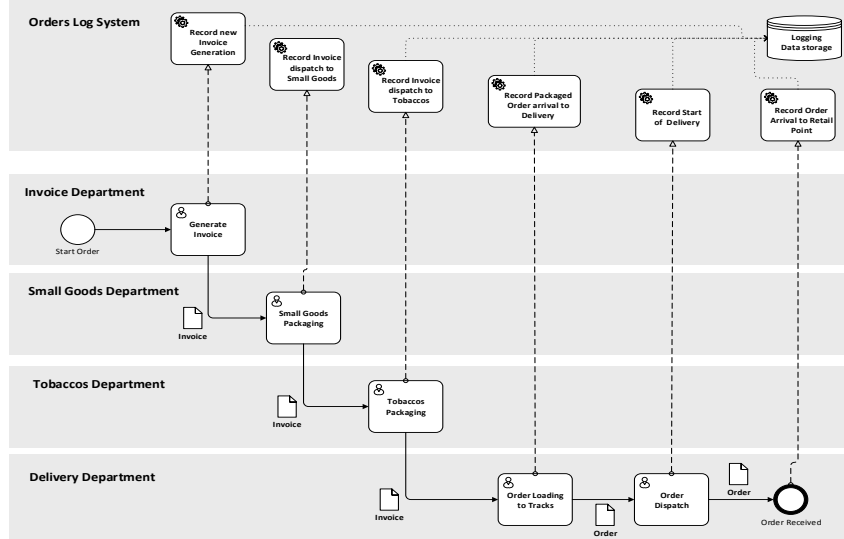 Orders Log System
Record new
Invoice
Generation
Record Invoice
dispatch to
Small Goods
Record Invoice
dispatch to
Tobaccos
Record Packaged
Order arrival to
Delivery
Record Start
of Delivery
Record Order
Arrival to Retail
Point
Logging
Data storage
Invoice Department
Start Order
Generate
Invoice
Small Goods Department
Invoice
Small Goods
Packaging
Tobaccos Department
Invoice
Tobaccos
Packaging
Delivery Department
Invoice
Order Loading
to Tracks
Order
Order
Dispatch
Order
Order Received